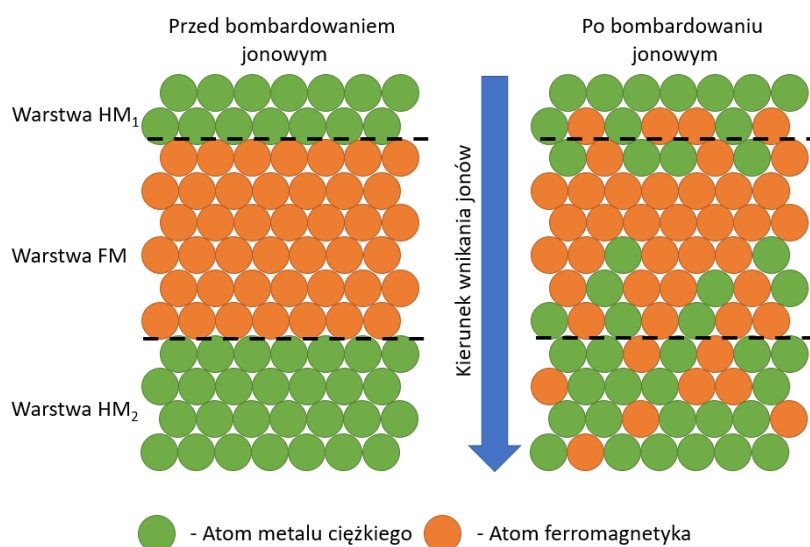 Przed bombardowaniem
jonowym
Po bombardowaniu
jonowym
Warstwa HM₁
Warstwa FM
Warstwa HM₂
Kierunek wnikania jonów
- Atom metalu ciężkiego
- Atom ferromagnetyka